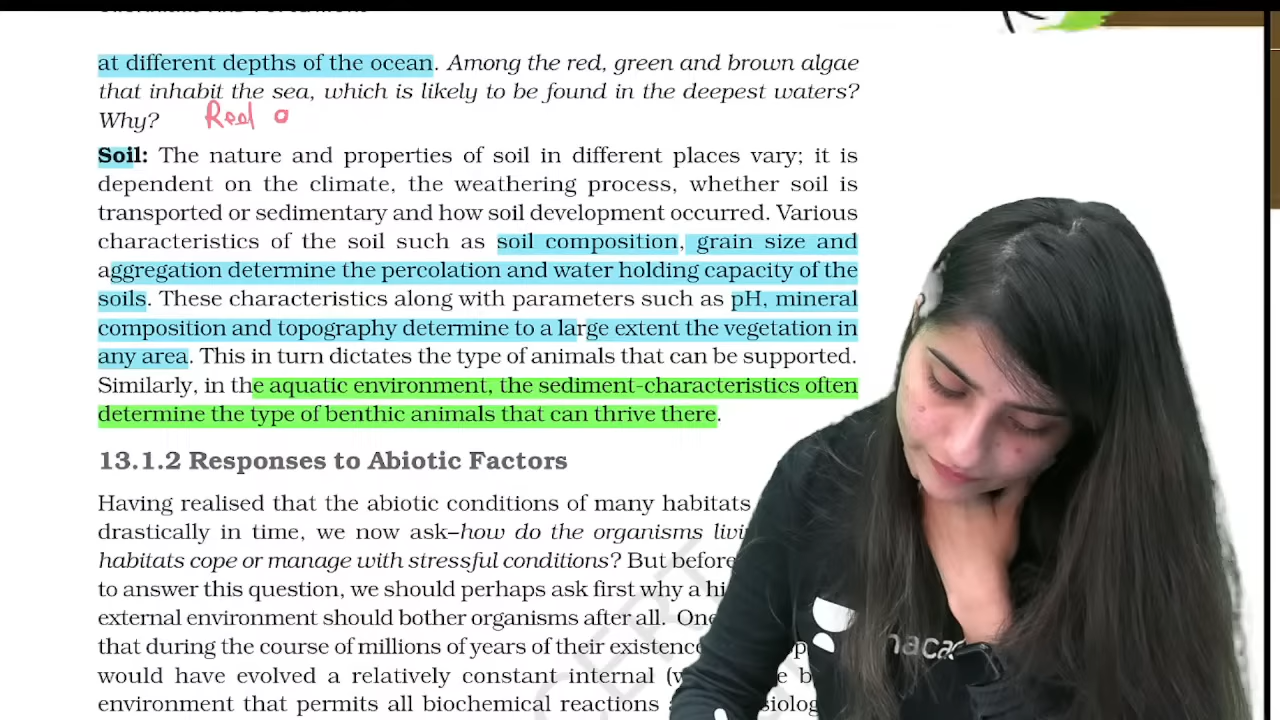 at different depths of the ocean. Among the red, green and brown algae
that inhabit the sea, which is likely to be found in the deepest waters?
Why? Red
Soil: The nature and properties of soil in different places vary; it is
dependent on the climate, the weathering process, whether soil is
transported or sedimentary and how soil development occurred. Various
characteristics of the soil such as soil composition, grain size and
aggregation determine the percolation and water holding capacity of the
soils. These characteristics along with parameters such as pH, mineral
composition and topography determine to a large extent the vegetation in
any area. This in turn dictates the type of animals that can be supported.
Similarly, in the aquatic environment, the sediment-characteristics often
determine the type of benthic animals that can thrive there.
13.1.2 Responses to Abiotic Factors
Having realised that the abiotic conditions of many habitats
drastically in time, we now ask–how do the organisms
habitats cope or manage with stressful conditions? But before
to answer this question, we should perhaps ask first why a
external environment should bother organisms after all.
that during the course of millions of years of their existence
would have evolved a relatively constant internal
environment that permits all biochemical reactions